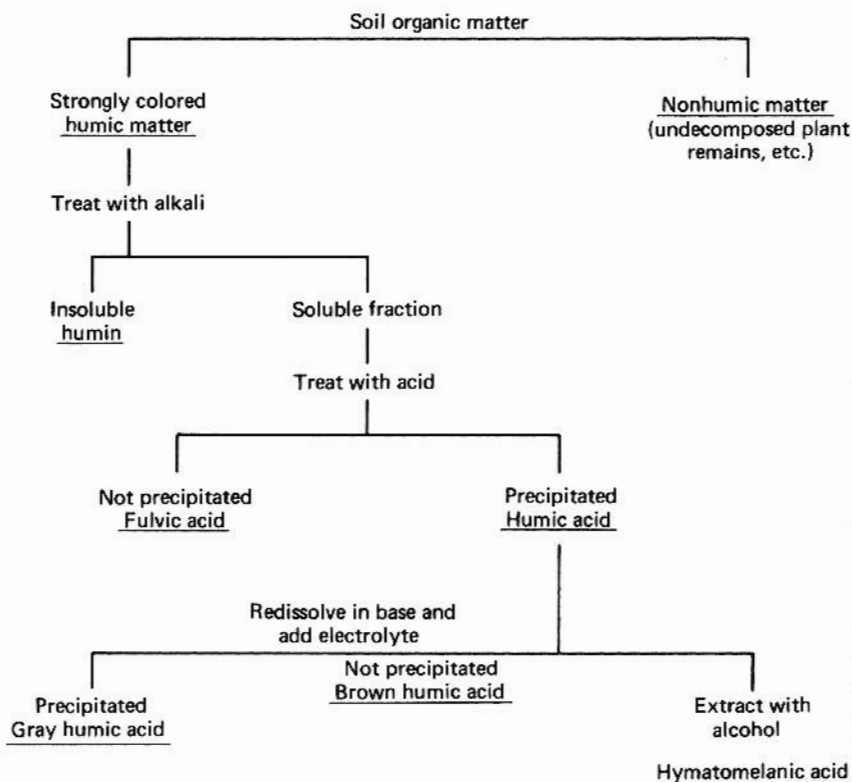 Soil organic matter
Strongly colored
humic matter
Nonhumic matter
(undecomposed plant
remains, etc.)
Treat with alkali
Insoluble
humin
Soluble fraction
Treat with acid
Not precipitated
Fulvic acid
Precipitated
Humic acid
Redissolve in base and
add electrolyte
Not precipitated
Brown humic acid
Precipitated
Gray humic acid
Extract with
alcohol
Hymatomelanic acid